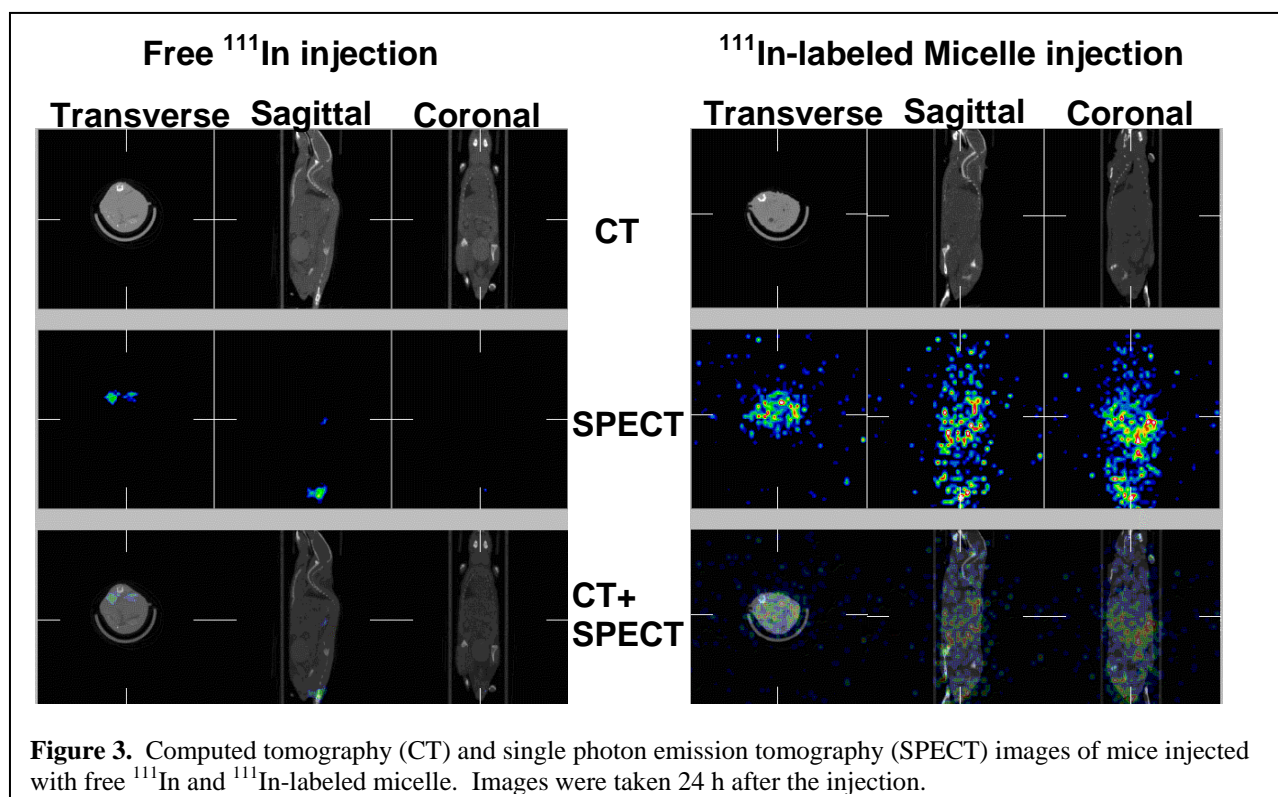 Free ¹¹¹In injection
¹¹¹In-labeled Micelle injection
Transverse Sagittal Coronal
Transverse Sagittal Coronal
CT
SPECT
CT+
SPECT
Figure 3. Computed tomography (CT) and single photon emission tomography (SPECT) images of mice injected
with free ¹¹¹In and ¹¹¹In-labeled micelle. Images were taken 24 h after the injection.